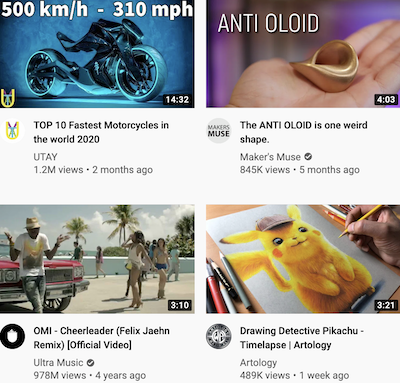 500 km/h - 310 mph
14:32
TOP 10 Fastest Motorcycles in
the world 2020
UTAY
1.2M views • 2 months ago
ANTI OLOID
4:03
MAKERS
MUSE
The ANTI OLOID is one weird
shape.
Maker's Muse
845K views • 5 months ago
3:10
OMI - Cheerleader (Felix Jaehn
Remix) [Official Video]
Ultra Music
978M views • 4 years ago
3:21
Drawing Detective Pikachu -
Timelapse | Artology
Artology
489K views • 1 week ago